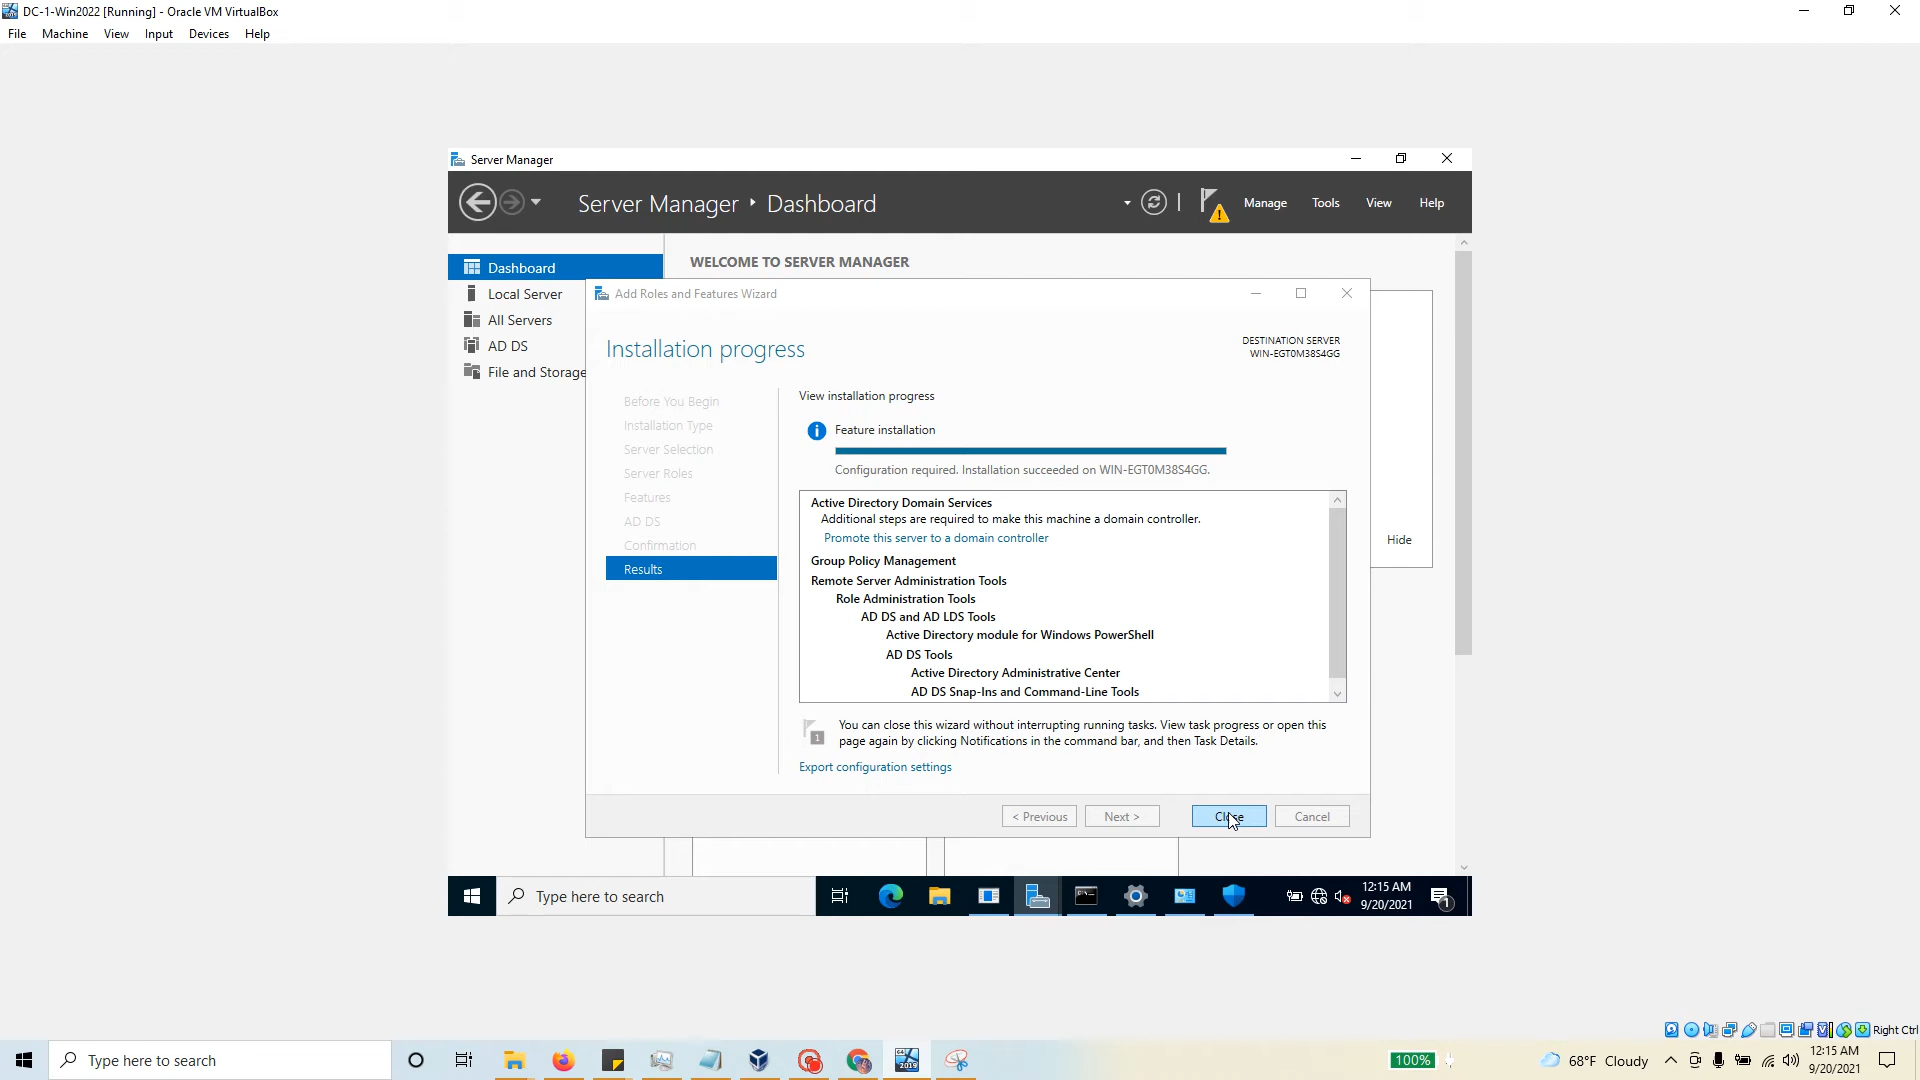 DC-1-Win2022 [Running] - Oracle VM VirtualBox
File Machine View Input Devices Help
Server Manager
Server Manager Dashboard
Manage Tools View Help
Dashboard
Local Server
All Servers
AD DS
File and Storage
WELCOME TO SERVER MANAGER
Add Roles and Features Wizard
Installation progress
DESTINATION SERVER
WIN-EGT0M38S4GG
Before You Begin
Installation Type
Server Selection
Server Roles
Features
AD DS
Confirmation
Results
View installation progress
Feature installation
Configuration required. Installation succeeded on WIN-EGT0M38S4GG.
Active Directory Domain Services
Additional steps are required to make this machine a domain controller.
Promote this server to a domain controller
Group Policy Management
Remote Server Administration Tools
Role Administration Tools
AD DS and AD LDS Tools
Active Directory module for Windows PowerShell
AD DS Tools
Active Directory Administrative Center
AD DS Snap-Ins and Command-Line Tools
1
You can close this wizard without interrupting running tasks. View task progress or open this
page again by clicking Notifications in the command bar, and then Task Details.
Export configuration settings
< Previous Next > Close Cancel
Hide
Type here to search
12:15 AM
9/20/2021
1
Right Ctrl
Type here to search
2019
100%
68°F Cloudy
12:15 AM
9/20/2021